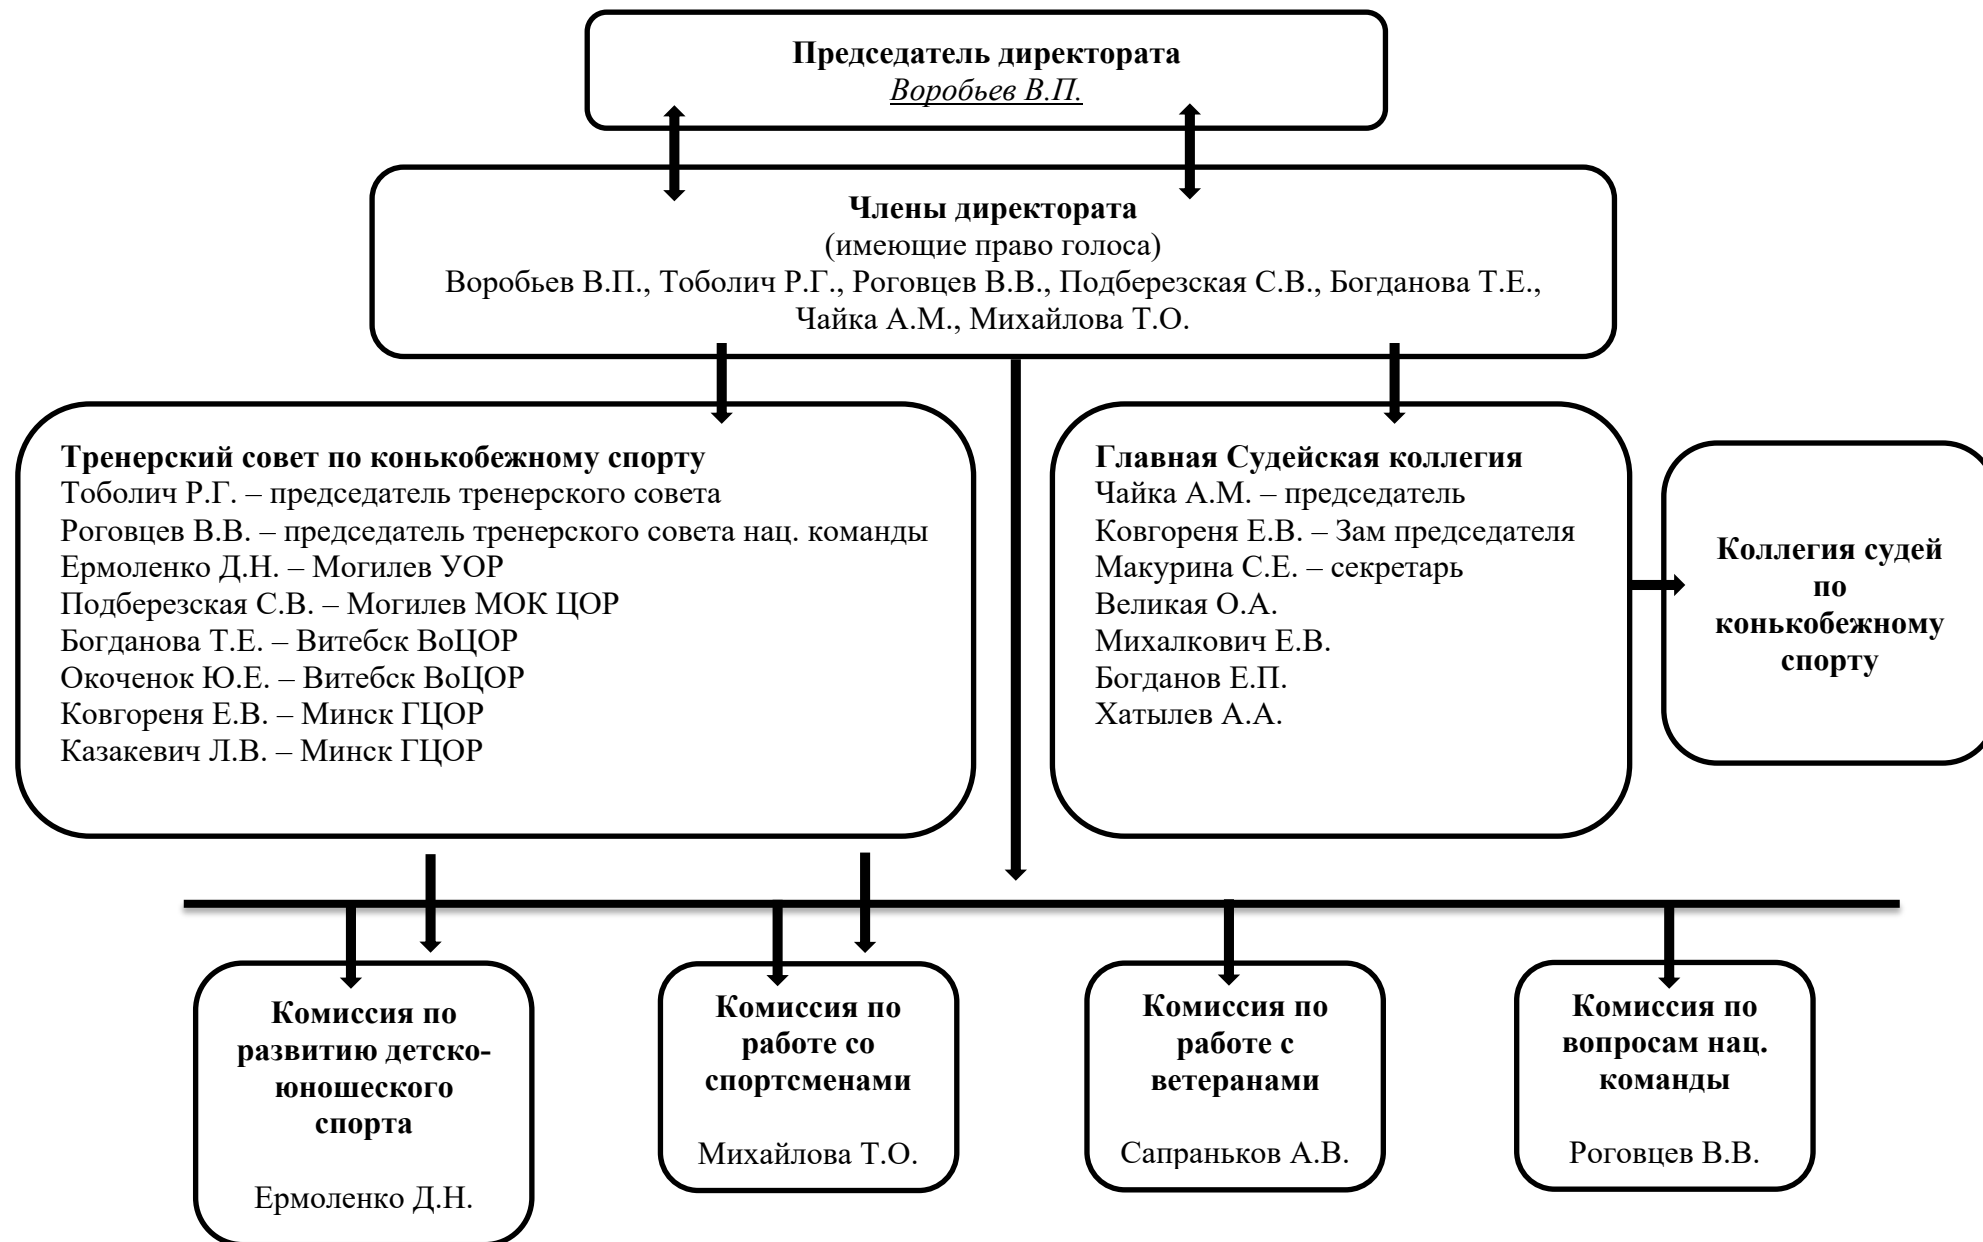 Председатель директората
Воробьев В.П.
Члены директората
(имеющие право голоса)
Воробьев В.П., Тоболич Р.Г., Роговцев В.В., Подберезская С.В., Богданова Т.Е.,
Чайка А.М., Михайлова Т.О.
Тренерский совет по конькобежному спорту
Тоболич Р.Г. – председатель тренерского совета
Роговцев В.В. – председатель тренерского совета нац. команды
Ермоленко Д.Н. – Могилев УОР
Подберезская С.В. – Могилев МОК ЦОР
Богданова Т.Е. – Витебск ВоЦОР
Окоченок Ю.Е. – Витебск ВоЦОР
Ковгореня Е.В. – Минск ГЦОР
Казакевич Л.В. – Минск ГЦОР
Главная Судейская коллегия
Чайка А.М. – председатель
Ковгореня Е.В. – Зам председателя
Макурина С.Е. – секретарь
Великая О.А.
Михалкович Е.В.
Богданов Е.П.
Хатылев А.А.
Коллегия судей
по
конькобежному
спорту
Комиссия по
развитию детско-
юношеского
спорта
Ермоленко Д.Н.
Комиссия по
работе со
спортсменами
Михайлова Т.О.
Комиссия по
работе с
ветеранами
Сапраньков А.В.
Комиссия по
вопросам нац.
команды
Роговцев В.В.